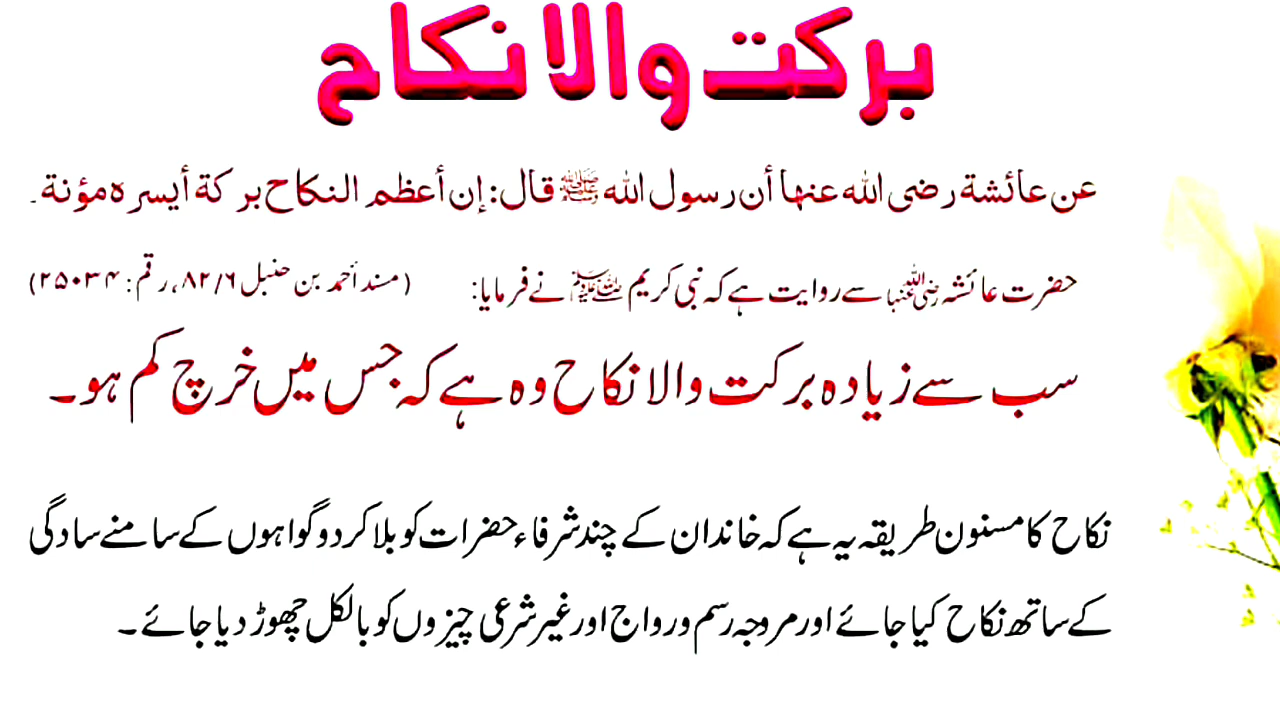 برکت والا نکاح
عن عائشة رضی الله عنہا أن رسول الله ﷺ قال: إن أعظم النکاح برکة أیسره مؤنة۔
حضرت عائشہ رضی اللہ عنہا سے روایت ہے کہ نبی کریم ﷺ نے فرمایا: (مسند أحمد بن حنبل ۸۲/۶، رقم: ۲۵۰۳۴)
سب سے زیادہ برکت والا نکاح وہ ہے کہ جس میں خرچ کم ہو۔
نکاح کا مسنون طریقہ یہ ہے کہ خاندان کے چند شرفاء حضرات کو بلا کر دو گواہوں کے سامنے سادگی
کے ساتھ نکاح کیا جائے اور مروجہ رسم و رواج اور غیر شرعی چیزوں کو بالکل چھوڑ دیا جائے۔